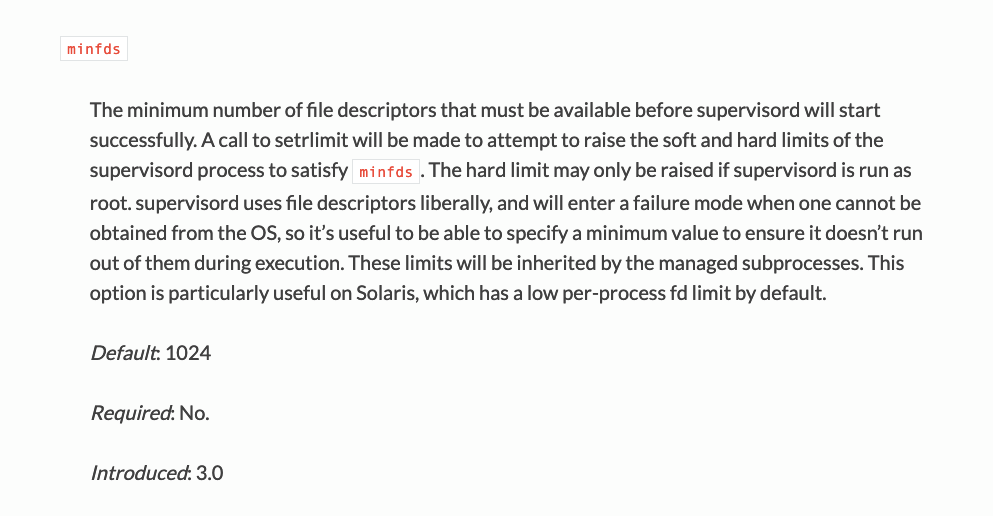 minfds
The minimum number of file descriptors that must be available before supervisord will start
successfully. A call to setrlimit will be made to attempt to raise the soft and hard limits of the
supervisord process to satisfy minfds. The hard limit may only be raised if supervisord is run as
root. supervisord uses file descriptors liberally, and will enter a failure mode when one cannot be
obtained from the OS, so it’s useful to be able to specify a minimum value to ensure it doesn’t run
out of them during execution. These limits will be inherited by the managed subprocesses. This
option is particularly useful on Solaris, which has a low per-process fd limit by default.
Default: 1024
Required: No.
Introduced: 3.0